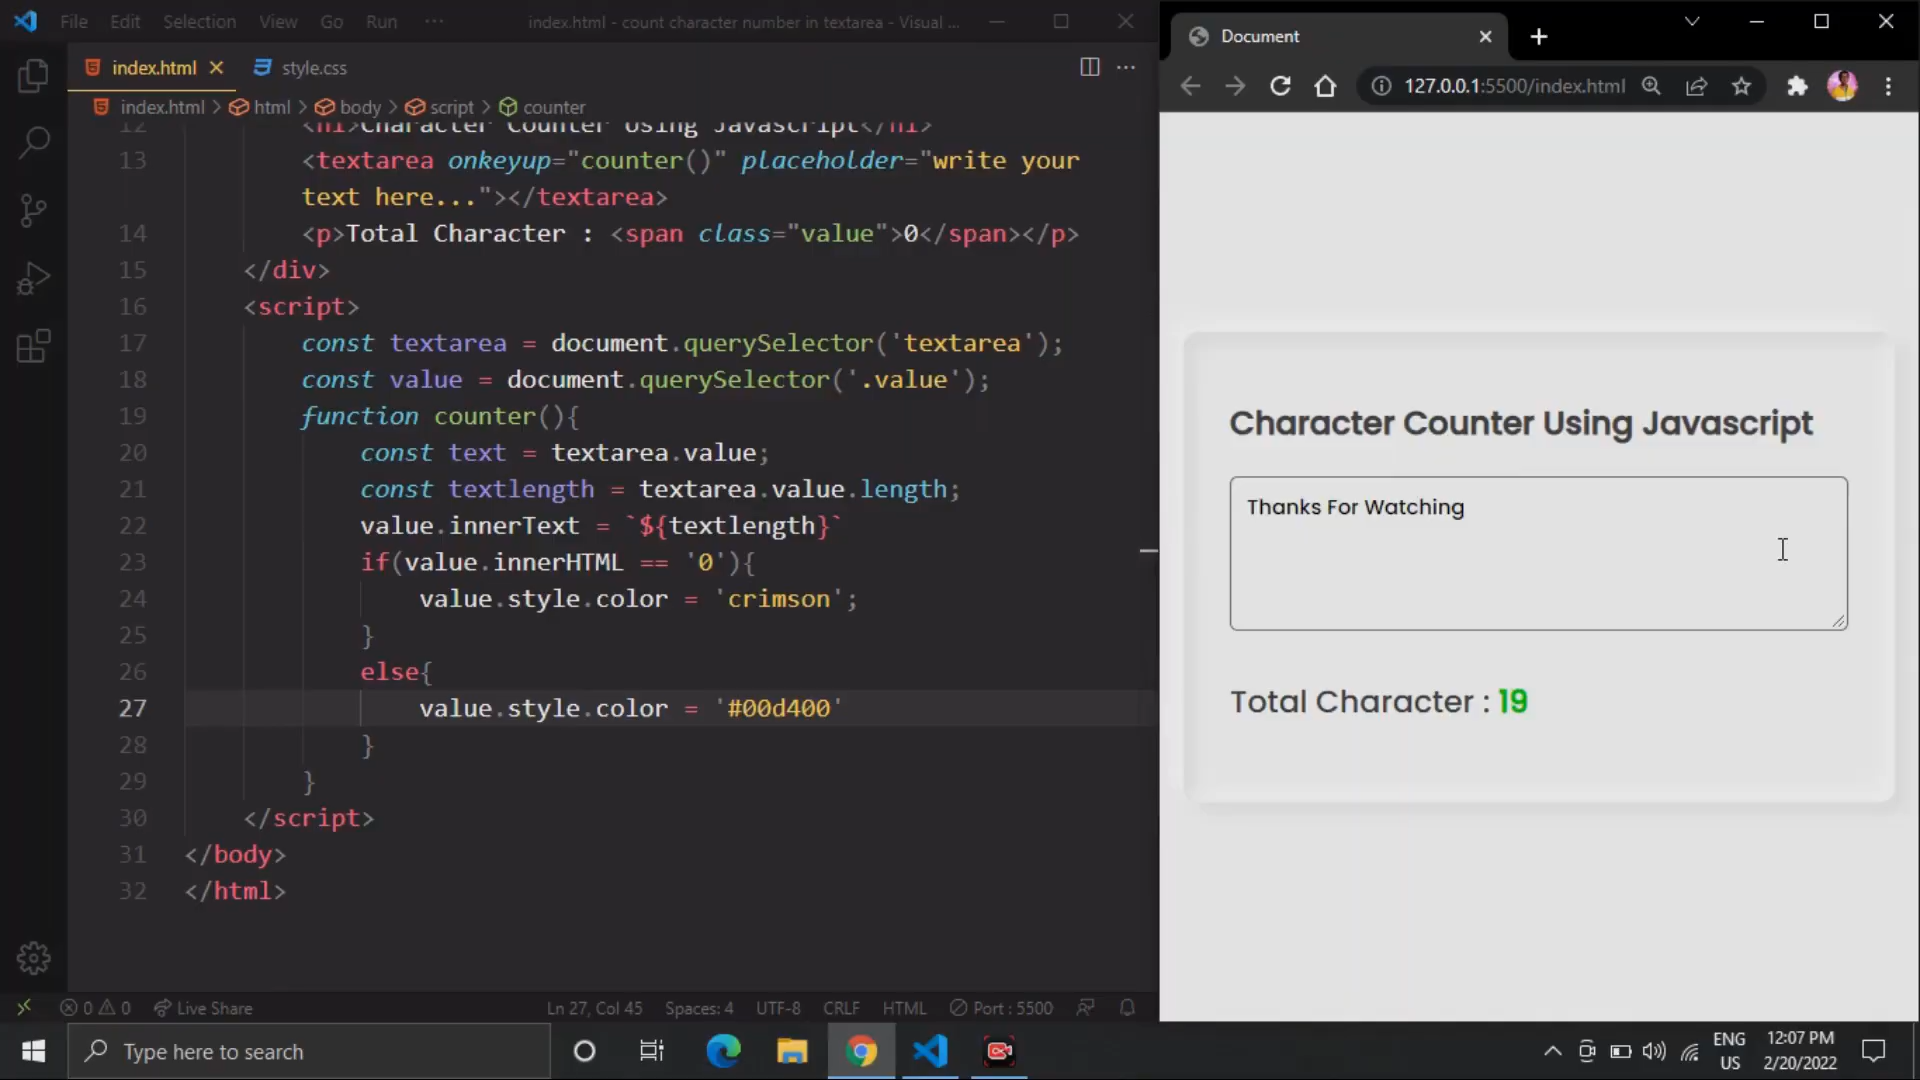 File Edit Selection View Go Run ··· index.html - count character number in textarea - Visual ...
index.html style.css
index.html > html > body > script > counter
12 <h1>Character Counter Using Javascript</h1>
13 <textarea onkeyup="counter()" placeholder="write your
text here..."></textarea>
14 <p>Total Character : <span class="value">0</span></p>
15 </div>
16 <script>
17 const textarea = document.querySelector('textarea');
18 const value = document.querySelector('.value');
19 function counter(){
20 const text = textarea.value;
21 const textlength = textarea.value.length;
22 value.innerText = `${textlength}`
23 if(value.innerHTML == '0'){
24 value.style.color = 'crimson';
25 }
26 else{
27 value.style.color = '#00d400'
28 }
29 }
30 </script>
31 </body>
32 </html>
0 0 Live Share Ln 27, Col 45 Spaces: 4 UTF-8 CRLF HTML Port : 5500
Document
127.0.0.1:5500/index.html
Character Counter Using Javascript
Thanks For Watching
Total Character : 19
Type here to search
ENG
US
12:07 PM
2/20/2022